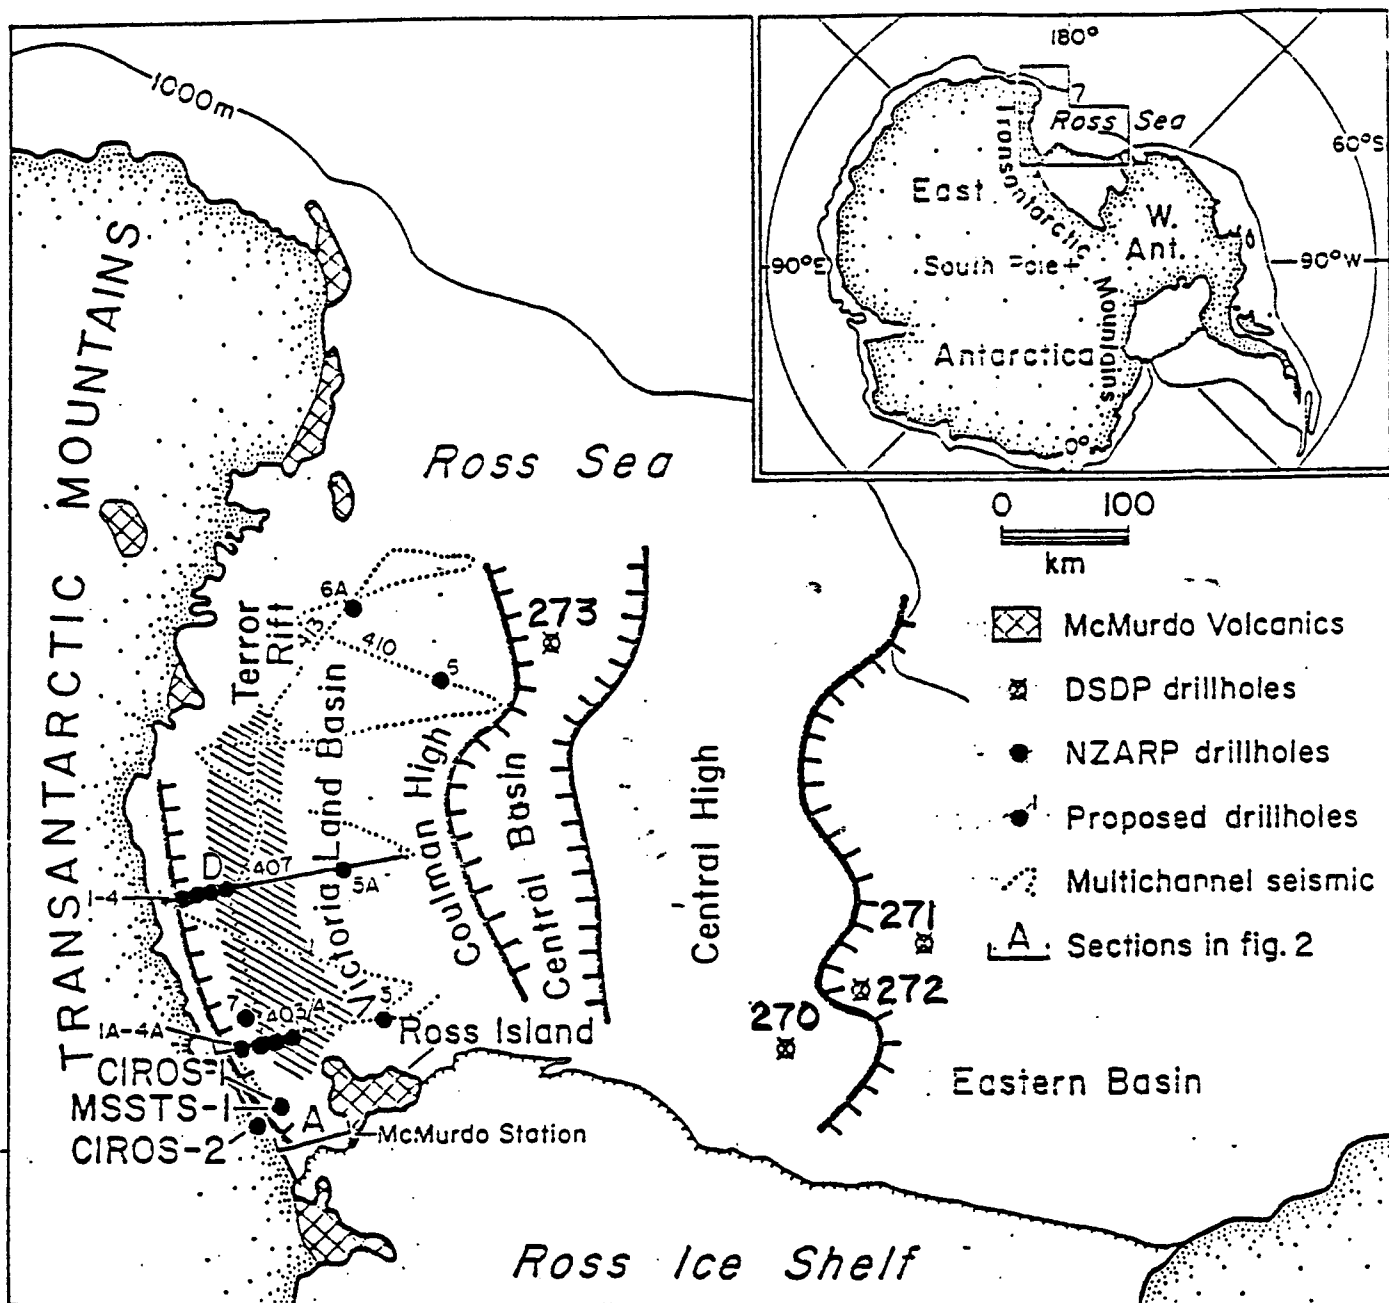 1000m
180°
7
Ross Sea
60°S
Transantarctic Mountains
East
W.
Ant.
90°E
South Pole+
90°W
Antarctica
0°
TRANSANTARCTIC MOUNTAINS
Ross Sea
0 100
km
6A
273
Terror
Rift
413
410
5
Victoria Land Basin
Coulman High
Central Basin
Central High
McMurdo Volcanics
DSDP drillholes
NZARP drillholes
Proposed drillholes
Multichannel seismic
A Sections in fig. 2
D
407
5A
1-4
271
272
270
7
403/A
5
1A-4A
Ross Island
CIROS-1
MSSTS-1
A
CIROS-2
McMurdo Station
Eastern Basin
Ross Ice Shelf